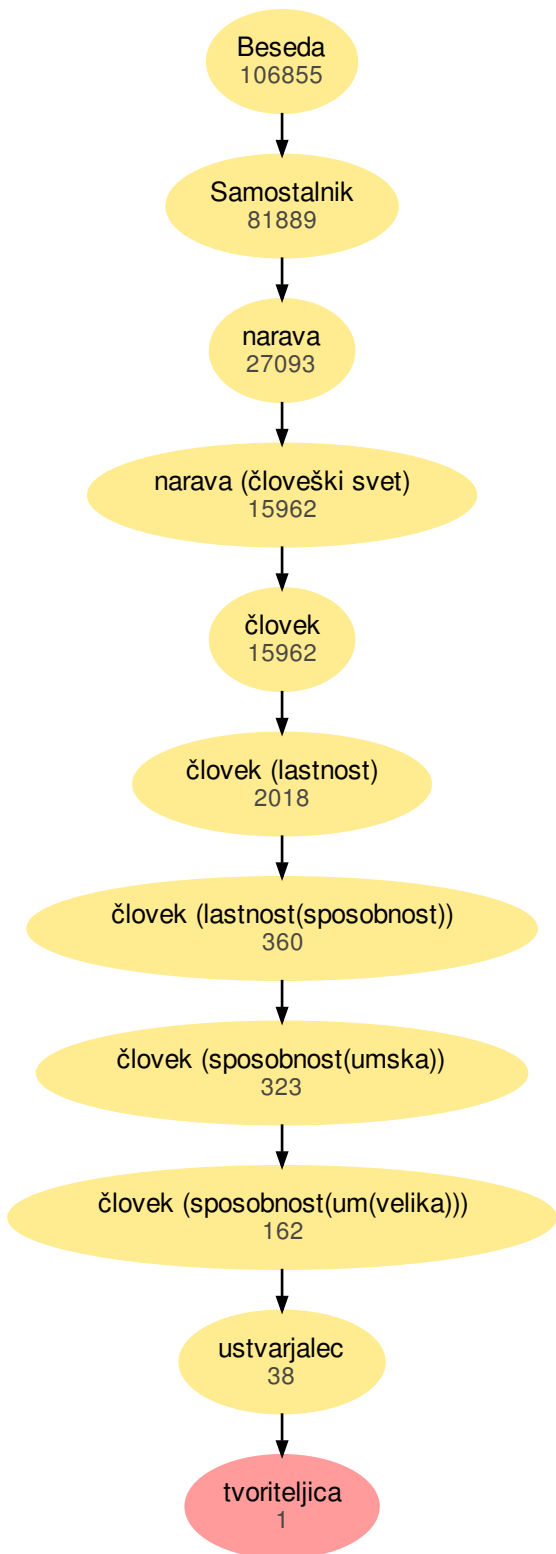 Beseda
106855
Samostalnik
81889
narava
27093
narava (človeški svet)
15962
človek
15962
človek (lastnost)
2018
človek (lastnost(sposobnost))
360
človek (sposobnost(umska))
323
človek (sposobnost(um(velika)))
162
ustvarjalec
38
tvoriteljica
1